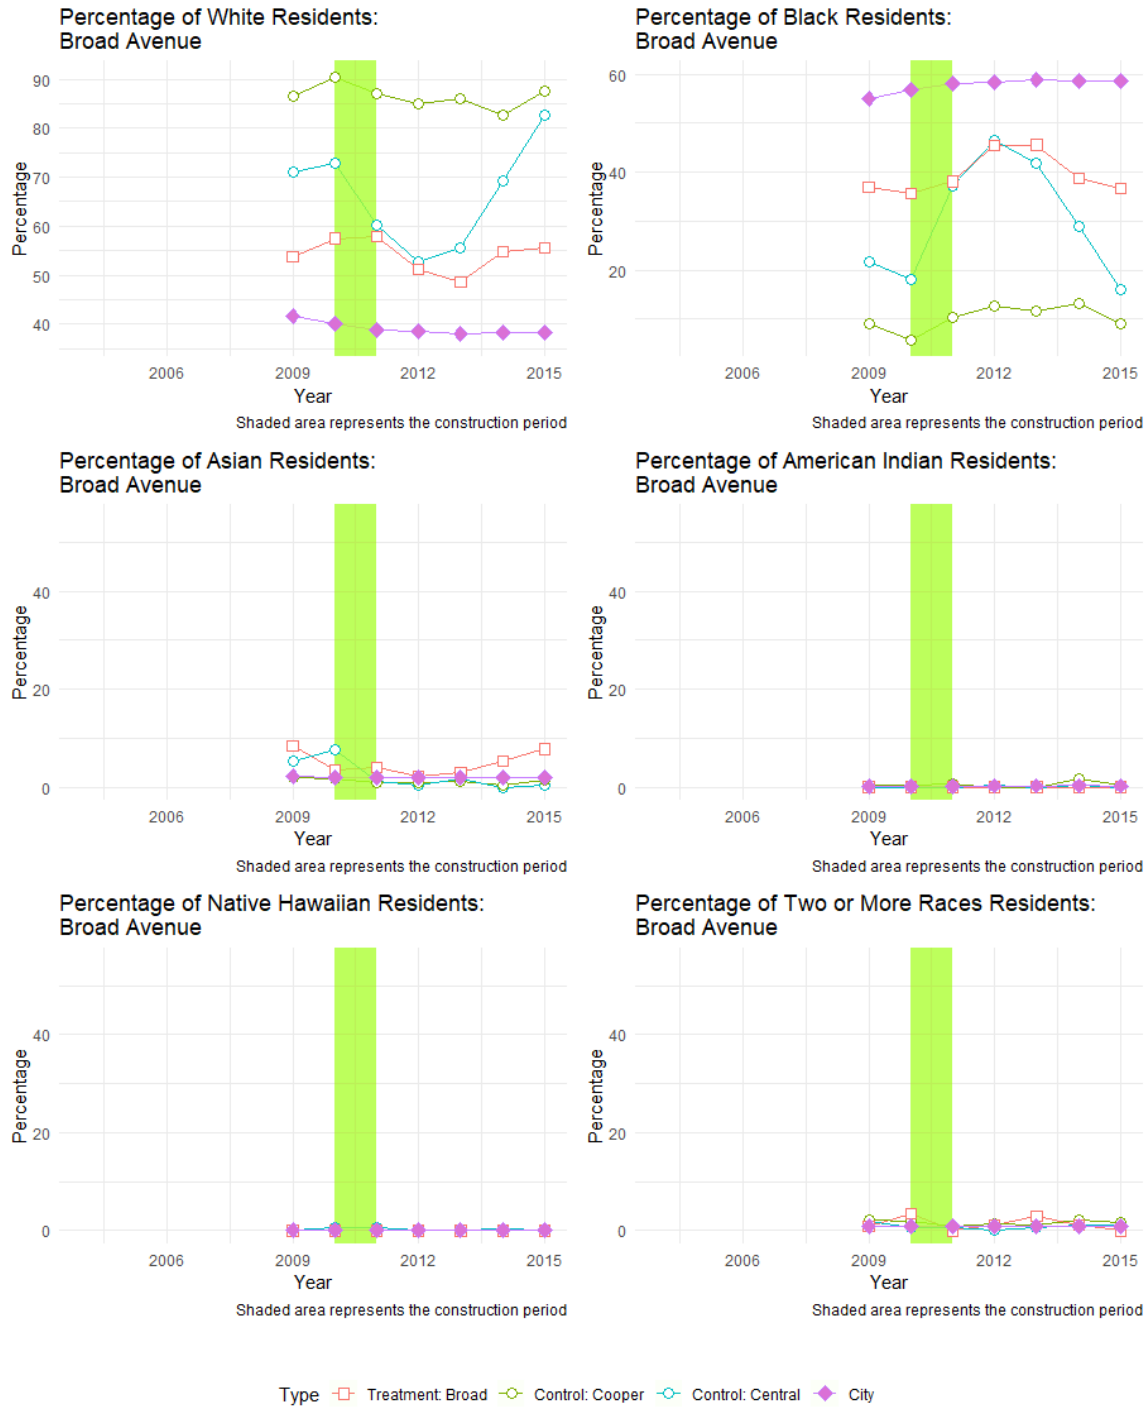 Percentage of White Residents:
Broad Avenue
Percentage
90
80
70
60
50
40
2006
2009
2012
2015
Year
Shaded area represents the construction period
Percentage of Black Residents:
Broad Avenue
Percentage
60
40
20
2006
2009
2012
2015
Year
Shaded area represents the construction period
Percentage of Asian Residents:
Broad Avenue
Percentage
40
20
0
2006
2009
2012
2015
Year
Shaded area represents the construction period
Percentage of American Indian Residents:
Broad Avenue
Percentage
40
20
0
2006
2009
2012
2015
Year
Shaded area represents the construction period
Percentage of Native Hawaiian Residents:
Broad Avenue
Percentage
40
20
0
2006
2009
2012
2015
Year
Shaded area represents the construction period
Percentage of Two or More Races Residents:
Broad Avenue
Percentage
40
20
0
2006
2009
2012
2015
Year
Shaded area represents the construction period
Type Treatment: Broad Control: Cooper Control: Central City